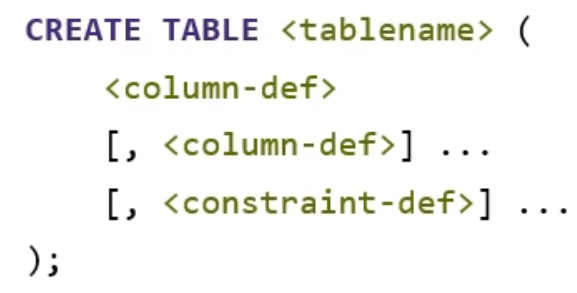 CREATE TABLE <tablename> (
<column-def>
[, <column-def>] ...
[, <constraint-def>] ...
);